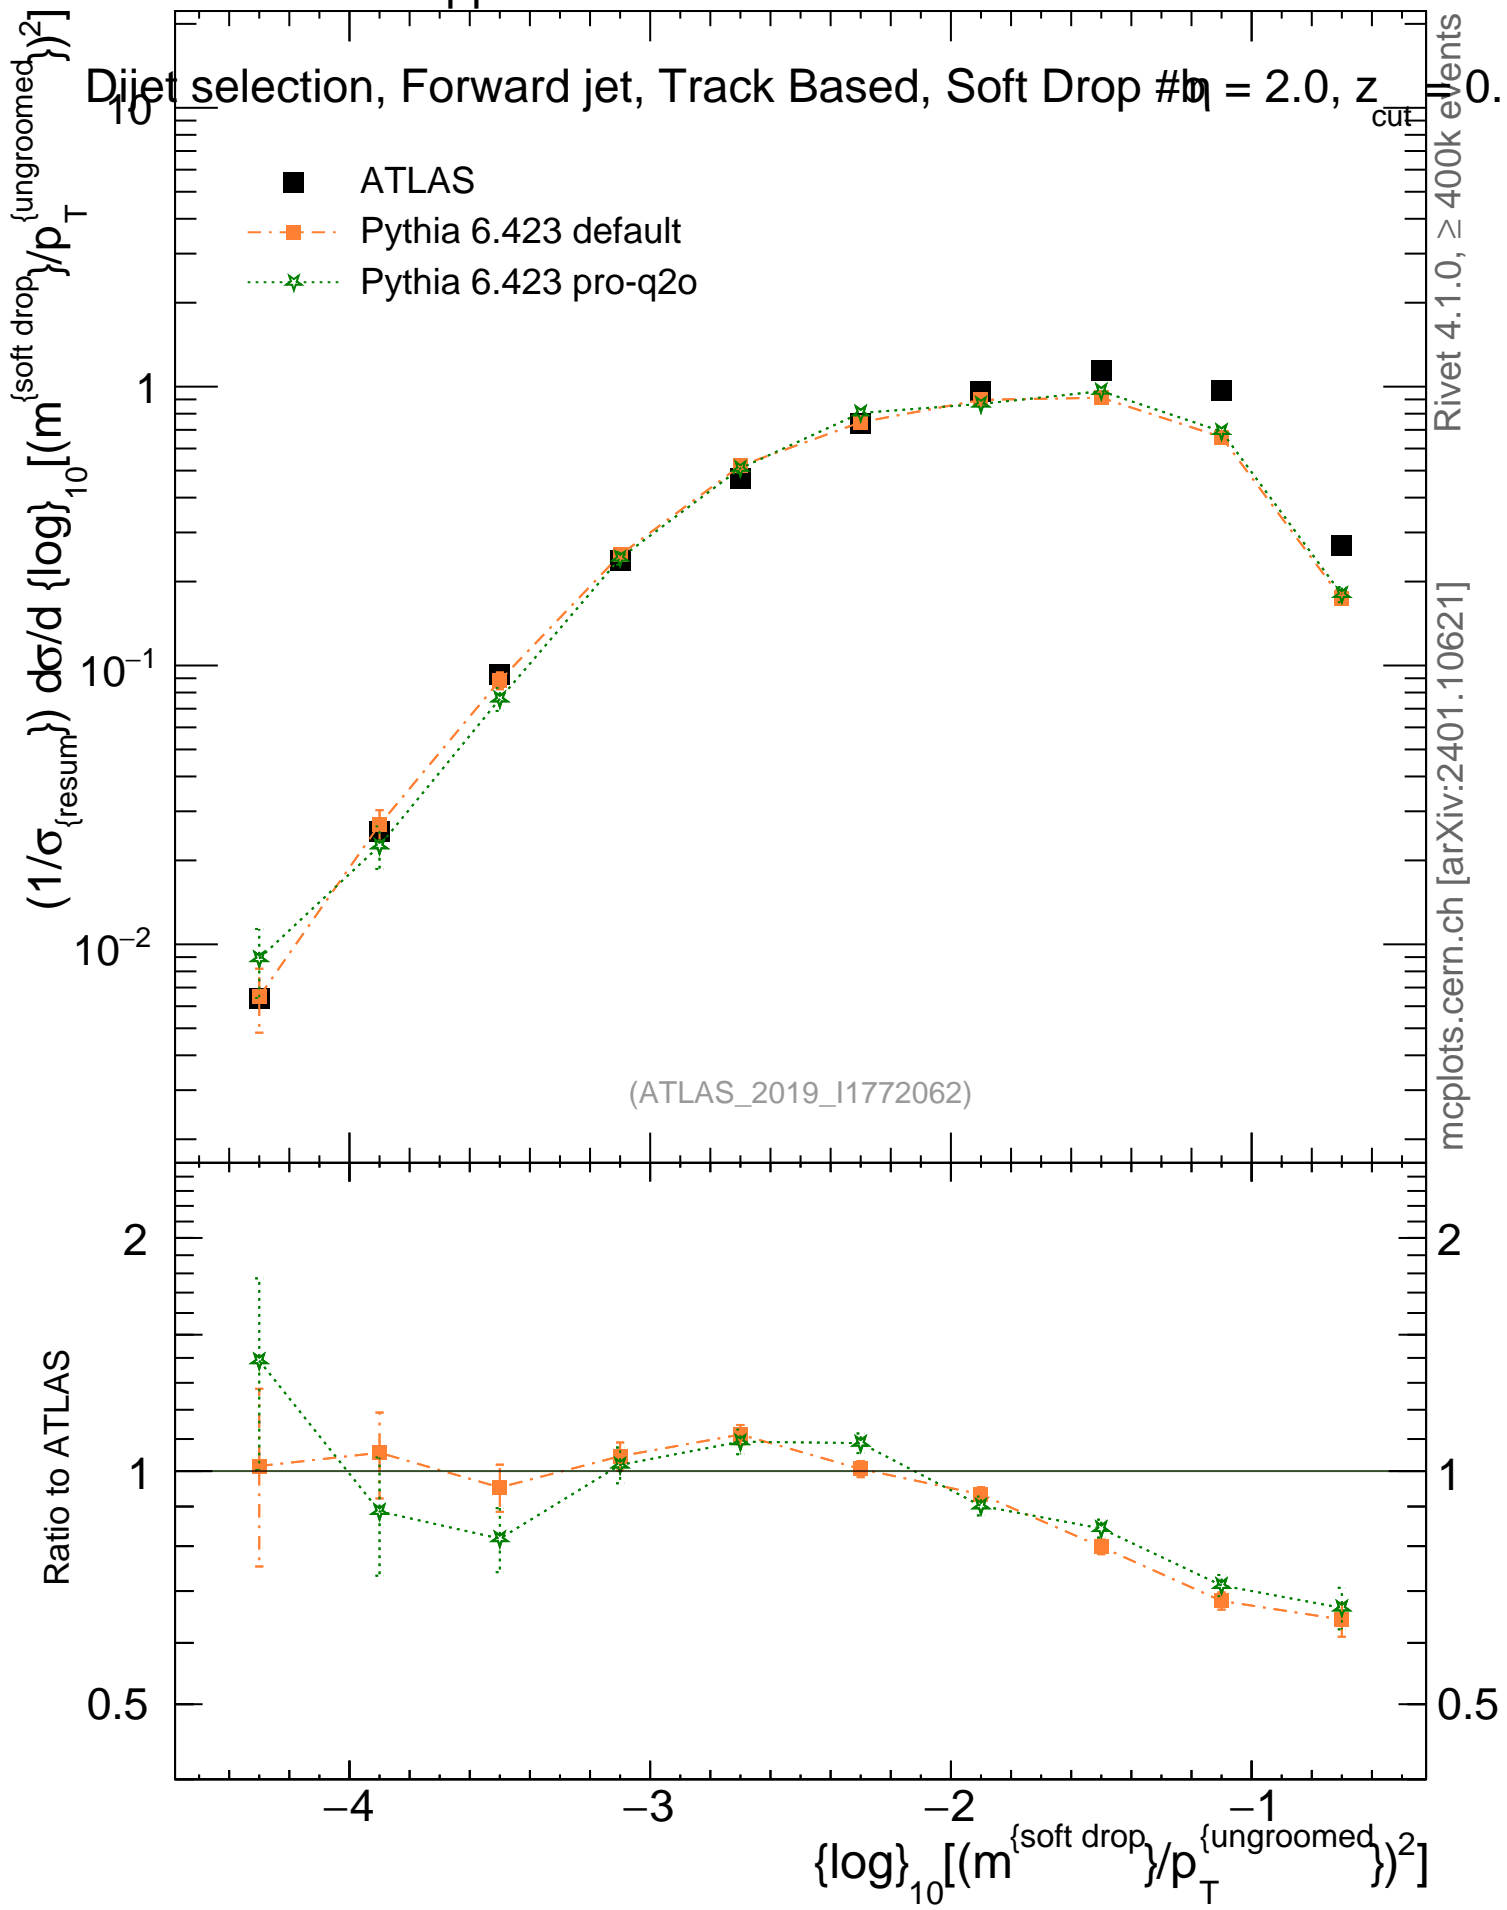 Dijet selection, Forward jet, Track Based, Soft Drop #b = 2.0, z_cut = 0.
ATLAS
Pythia 6.423 default
Pythia 6.423 pro-q2o
(1/σ_{resum}) dσ/d {log}_10[(m^{soft drop}/p_T^{ungroomed})^2]
10
1
10^−1
10^−2
(ATLAS_2019_I1772062)
Rivet 4.1.0, ≥ 400k events
mcplots.cern.ch [arXiv:2401.10621]
Ratio to ATLAS
2
1
0.5
2
1
0.5
−4 −3 −2 −1
{log}_10[(m^{soft drop}/p_T^{ungroomed})^2]